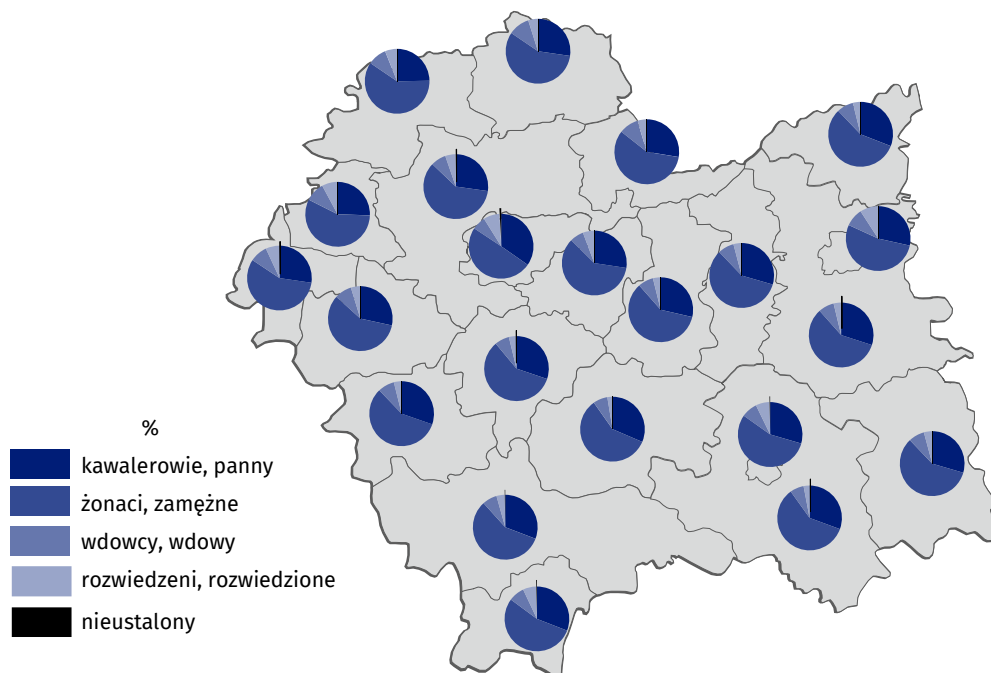 %
kawalerowie, panny
żonaci, zamężne
wdowcy, wdowy
rozwiedzeni, rozwiedzione
nieustalony